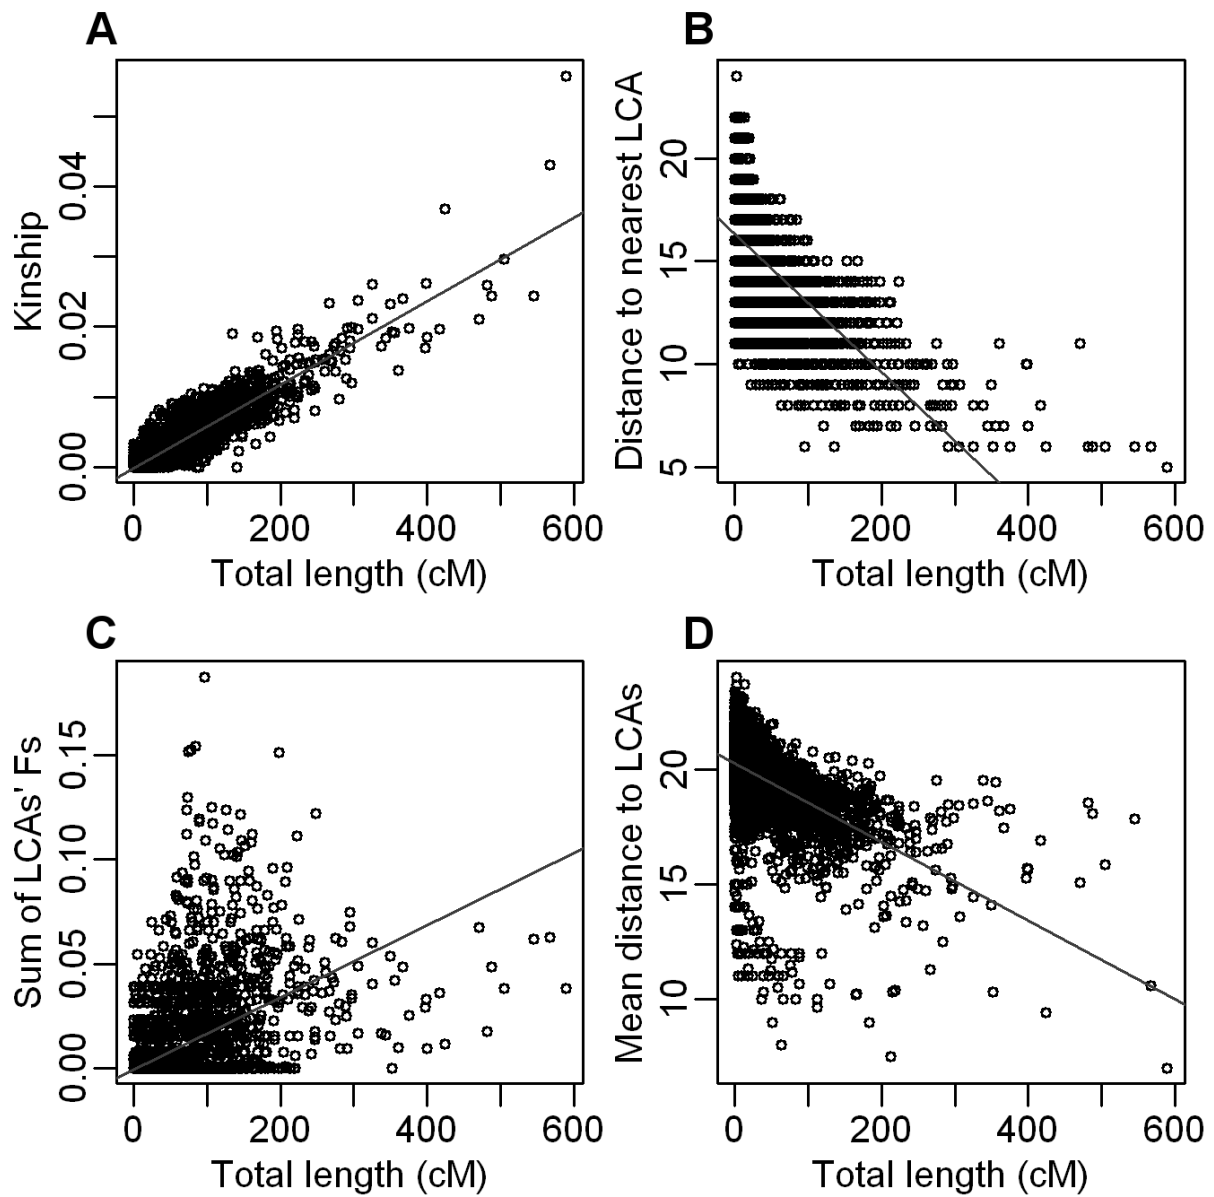 A
Kinship
0.00 0.02 0.04
0 200 400 600
Total length (cM)
B
Distance to nearest LCA
5 10 15 20
0 200 400 600
Total length (cM)
C
Sum of LCAs' Fs
0.00 0.05 0.10 0.15
0 200 400 600
Total length (cM)
D
Mean distance to LCAs
10 15 20
0 200 400 600
Total length (cM)